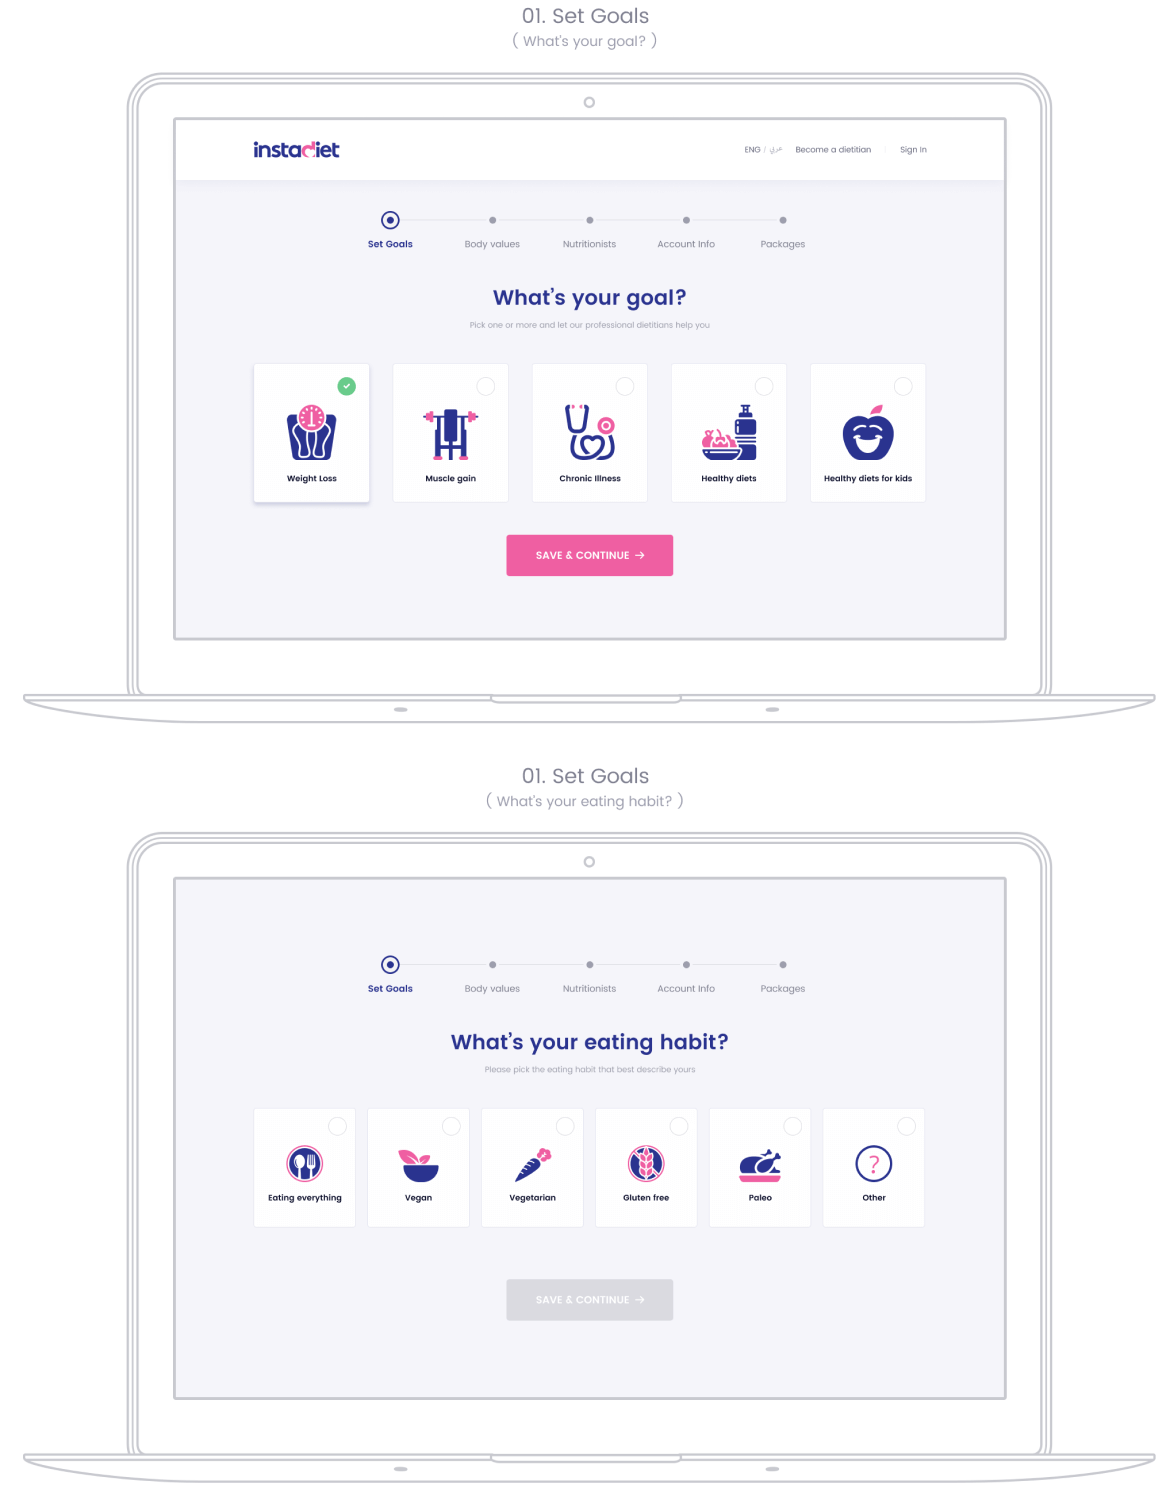 01. Set Goals
( What's your goal? )
instadiet
ENG / عربي Become a dietitian Sign In
Set Goals Body values Nutritionists Account Info Packages
What's your goal?
Pick one or more and let our professional dietitians help you
Weight Loss Muscle gain Chronic Illness Healthy diets Healthy diets for kids
SAVE & CONTINUE →
01. Set Goals
( What's your eating habit? )
Set Goals Body values Nutritionists Account Info Packages
What's your eating habit?
Please pick the eating habit that best describe yours
Eating everything Vegan Vegetarian Gluten free Paleo Other
SAVE & CONTINUE →